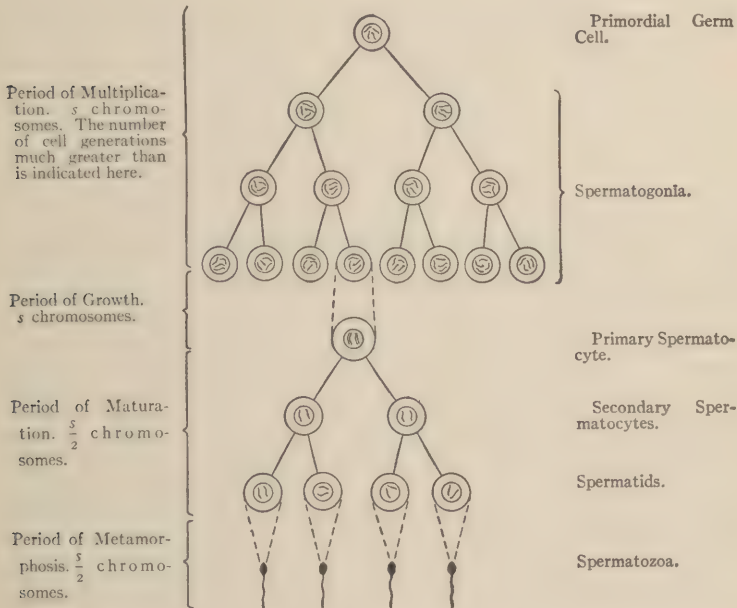 Primordial Germ
Cell.
Period of Multiplica-
tion. s chromo-
somes. The number
of cell generations
much greater than
is indicated here.
Spermatogonia.
Period of Growth.
s chromosomes.
Primary Spermato-
cyte.
Period of Matura-
tion. s/2 chromo-
somes.
Secondary Sper-
matocytes.
Spermatids.
Period of Metamor-
phosis. s/2 chromo-
somes.
Spermatozoa.